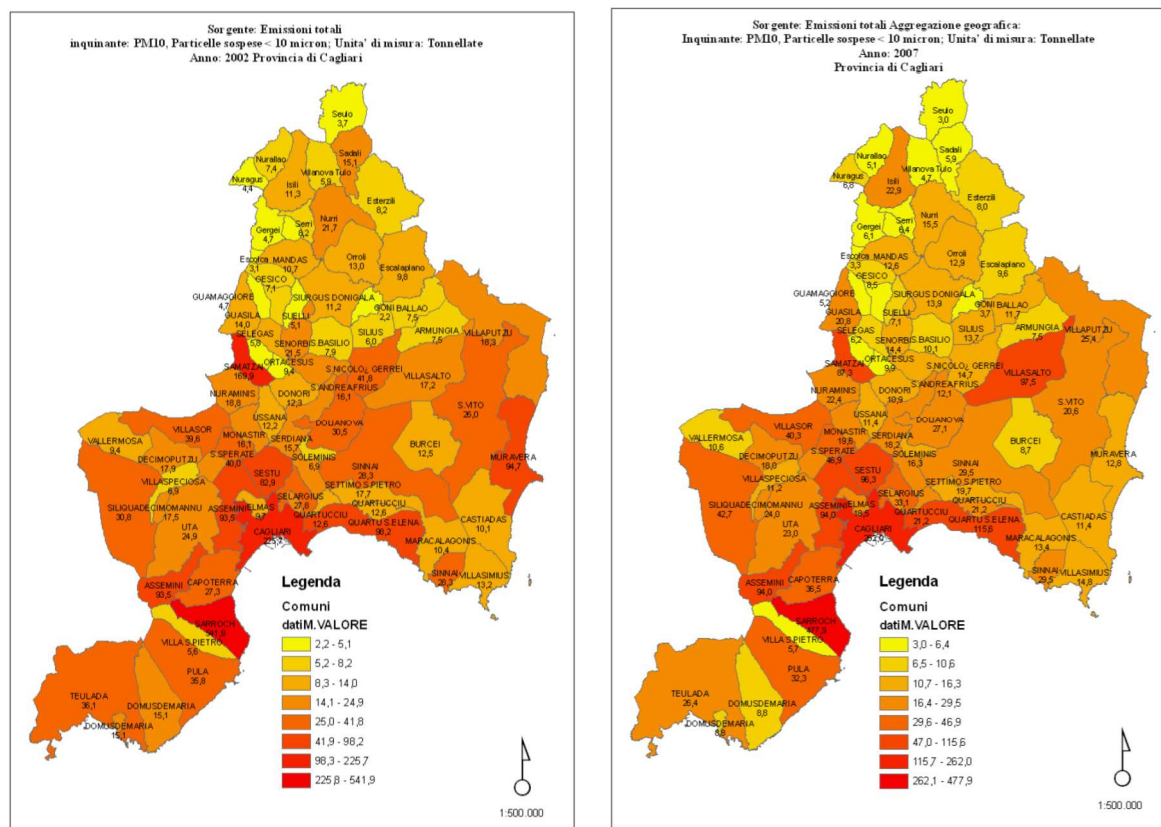 Sorgente: Emissioni totali
inquinante: PM10, Particelle sospese < 10 micron; Unita' di misura: Tonnellate
Anno: 2002 Provincia di Cagliari
Seulo
3,7
Sadali
15,1
Nurallao
7,4
Villanova Tulo
5,9
Nuragus
4,4
Isili
11,3
Esterzili
8,2
Nurri
21,7
Serri
8,2
Gergei
4,7
Orroli
13,0
Escolca
3,1
MANDAS
10,7
Escalaplano
9,8
GESICO
7,1
GUAMAGGIORE
4,7
SIURGUS DONIGALA
11,2
GONI
2,2
BALLAO
7,5
GUASILA
14,0
SUELLI
5,1
SELEGAS
5,8
SENORBI
21,5
S.BASILIO
7,9
SILIUS
6,0
ARMUNGIA
7,5
VILLAPUTZU
18,3
SAMATZAI
169,9
ORTACESUS
9,4
S.NICOLO¿ GERREI
41,8
VILLASALTO
17,2
S.ANDREA FRIUS
16,1
NURAMINIS
18,8
DONORI
12,3
S.VITO
26,0
USSANA
12,2
DOLIANOVA
30,5
VALLERMOSA
9,4
VILLASOR
39,6
MONASTIR
16,1
SERDIANA
15,7
BURCEI
12,5
MURAVERA
94,7
DECIMOPUTZU
17,9
S.SPERATE
40,0
SOLEMINIS
6,9
VILLASPECIOSA
8,9
SESTU
82,9
SINNAI
28,3
SETTIMO S.PIETRO
17,7
SILIQUA
30,8
DECIMOMANNU
17,5
ASSEMINI
93,5
ELMAS
9,7
SELARGIUS
27,8
QUARTUCCIU
12,6
UTA
24,9
CAGLIARI
225,7
QUARTUCCIU
12,6
QUARTU S.ELENA
98,2
CASTIADAS
10,1
MARACALAGONIS
10,4
SINNAI
28,3
VILLASIMIUS
13,2
ASSEMINI
93,5
CAPOTERRA
27,3
SARROCH
541,9
VILLA S.PIETRO
5,6
PULA
35,8
TEULADA
36,1
DOMUSDEMARIA
15,1
DOMUSDEMARIA
15,1
Legenda
Comuni
datiM.VALORE
2,2 - 5,1
5,2 - 8,2
8,3 - 14,0
14,1 - 24,9
25,0 - 41,8
41,9 - 98,2
98,3 - 225,7
225,8 - 541,9
1:500.000
Sorgente: Emissioni totali Aggregazione geografica:
Inquinante: PM10, Particelle sospese < 10 micron; Unita' di misura: Tonnellate
Anno: 2007
Provincia di Cagliari
Seulo
3,0
Sadali
5,9
Nurallao
5,1
Villanova Tulo
4,7
Nuragus
6,8
Isili
22,9
Esterzili
8,0
Nurri
15,5
Serri
6,4
Gergei
6,1
Orroli
12,9
Escolca
3,3
MANDAS
12,6
Escalaplano
9,6
GESICO
8,5
GUAMAGGIORE
5,2
SIURGUS DONIGALA
13,9
GONI
3,7
BALLAO
11,7
GUASILA
20,8
SUELLI
7,1
SELEGAS
6,2
SENORBI
14,4
S.BASILIO
10,1
SILIUS
13,7
ARMUNGIA
7,5
VILLAPUTZU
25,4
SAMATZAI
87,3
ORTACESUS
9,9
S.NICOLO¿ GERREI
14,7
VILLASALTO
97,5
S.ANDREA FRIUS
12,1
NURAMINIS
22,4
DONORI
10,9
S.VITO
20,6
USSANA
11,4
DOLIANOVA
27,1
VALLERMOSA
10,6
VILLASOR
40,3
MONASTIR
19,6
SERDIANA
18,2
BURCEI
8,7
MURAVERA
12,8
DECIMOPUTZU
18,8
S.SPERATE
46,9
SOLEMINIS
16,3
VILLASPECIOSA
11,2
SESTU
96,3
SINNAI
29,5
SETTIMO S.PIETRO
19,7
SILIQUA
42,7
DECIMOMANNU
24,0
ASSEMINI
94,0
ELMAS
18,5
SELARGIUS
33,1
QUARTUCCIU
21,2
UTA
23,0
CAGLIARI
262,0
QUARTUCCIU
21,2
QUARTU S.ELENA
115,6
CASTIADAS
11,4
MARACALAGONIS
13,4
SINNAI
29,5
VILLASIMIUS
14,8
ASSEMINI
94,0
CAPOTERRA
36,5
SARROCH
477,9
VILLA S.PIETRO
5,7
PULA
32,3
TEULADA
26,4
DOMUSDEMARIA
8,8
DOMUSDEMARIA
8,8
Legenda
Comuni
datiM.VALORE
3,0 - 6,4
6,5 - 10,6
10,7 - 16,3
16,4 - 29,5
29,6 - 46,9
47,0 - 115,6
115,7 - 262,0
262,1 - 477,9
1:500.000